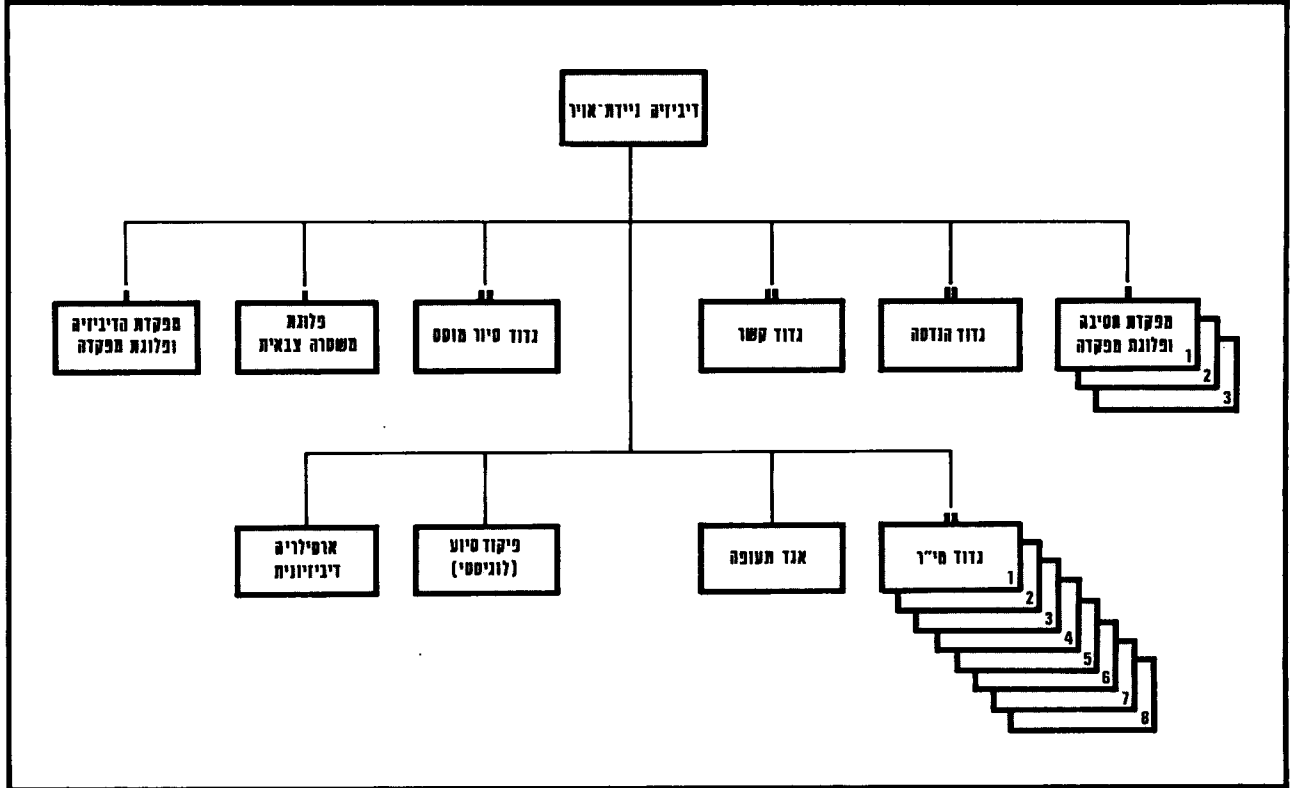 דיביזיה ניידת-אויר
מפקדת חטיבה
ופלוגת מפקדה
1
2
3
גדוד הנדסה
גדוד קשר
גדוד סיור מוטס
פלוגת
משטרה צבאית
מפקדת הדיביזיה
ופלוגת מפקדה
גדוד חי"ר
1
2
3
4
5
6
7
8
אגד תעופה
פיקוד סיוע
(לוגיסטי)
ארטילריה
דיביזיונית